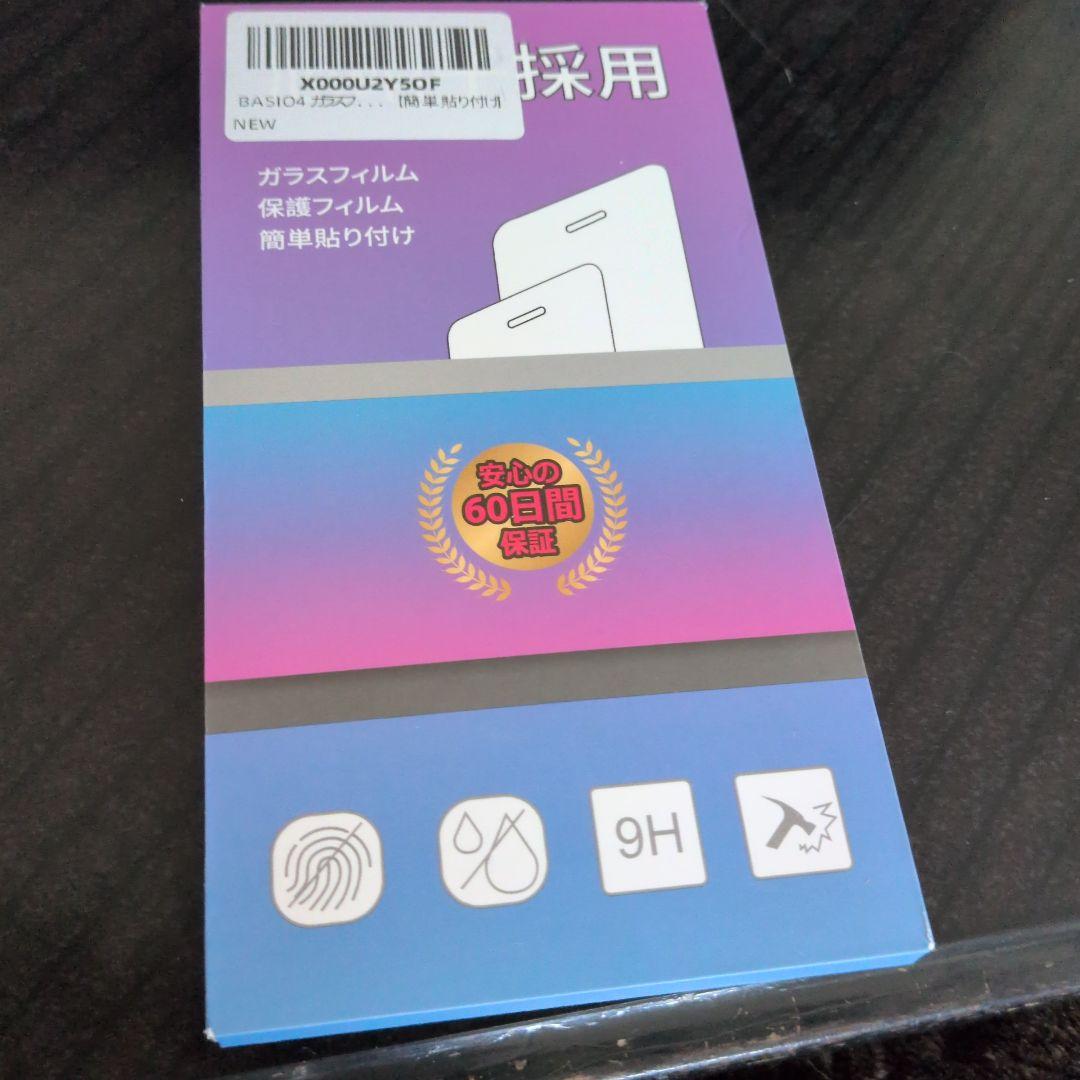 採用
X000U2Y5OF
BASIO4 ガラスフ... 【簡単貼り付け】
NEW
ガラスフィルム
保護フィルム
簡単貼り付け
安心の
60日間
保証
9H